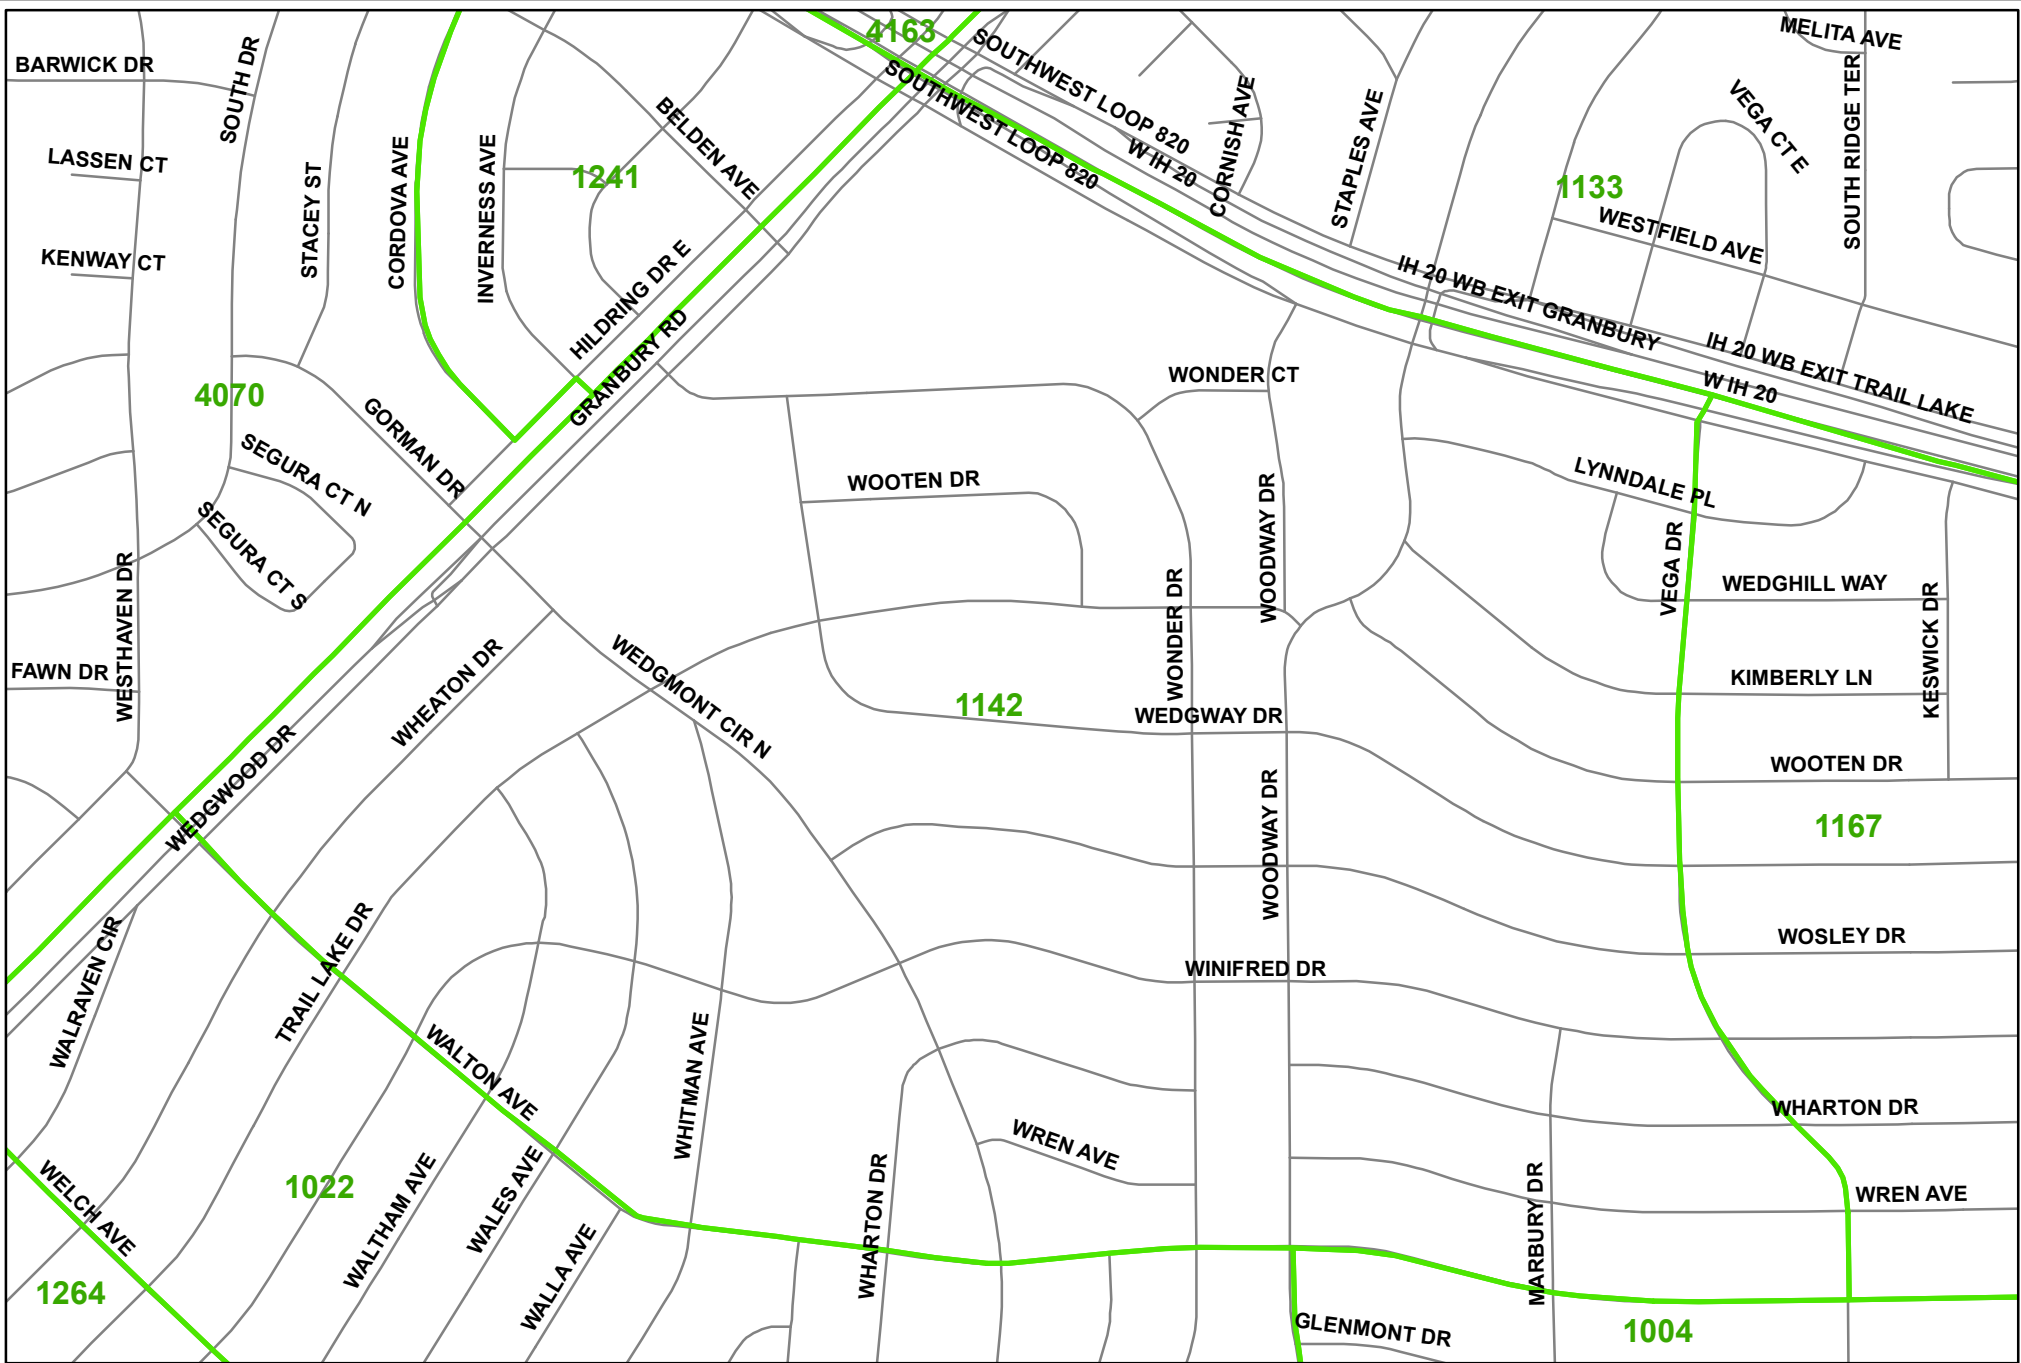 4163
MELITA AVE
SOUTHWEST LOOP 820
SOUTHWEST LOOP 820
W IH 20
BARWICK DR
SOUTH DR
BELDEN AVE
CORNISH AVE
STAPLES AVE
VEGA CT E
SOUTH RIDGE TER
LASSEN CT
STACEY ST
CORDOVA AVE
INVERNESS AVE
1241
1133
WESTFIELD AVE
KENWAY CT
HILDRING DR E
IH 20 WB EXIT GRANBURY
IH 20 WB EXIT TRAIL LAKE
W IH 20
GRANBURY RD
WONDER CT
4070
GORMAN DR
SEGURA CT N
SEGURA CT S
WOOTEN DR
WOODWAY DR
LYNNDALE PL
VEGA DR
WEDGHILL WAY
KESWICK DR
WESTHAVEN DR
WONDER DR
FAWN DR
WHEATON DR
WEDGMONT CIR N
KIMBERLY LN
1142
WEDGWAY DR
WEDGWOOD DR
WOOTEN DR
WOODWAY DR
1167
WALRAVEN CIR
TRAIL LAKE DR
WOSLEY DR
WINIFRED DR
WALTON AVE
WHITMAN AVE
WHARTON DR
WREN AVE
WELCH AVE
1022
WALTHAM AVE
WALES AVE
WHARTON DR
MARBURY DR
WREN AVE
WALLA AVE
1264
GLENMONT DR
1004